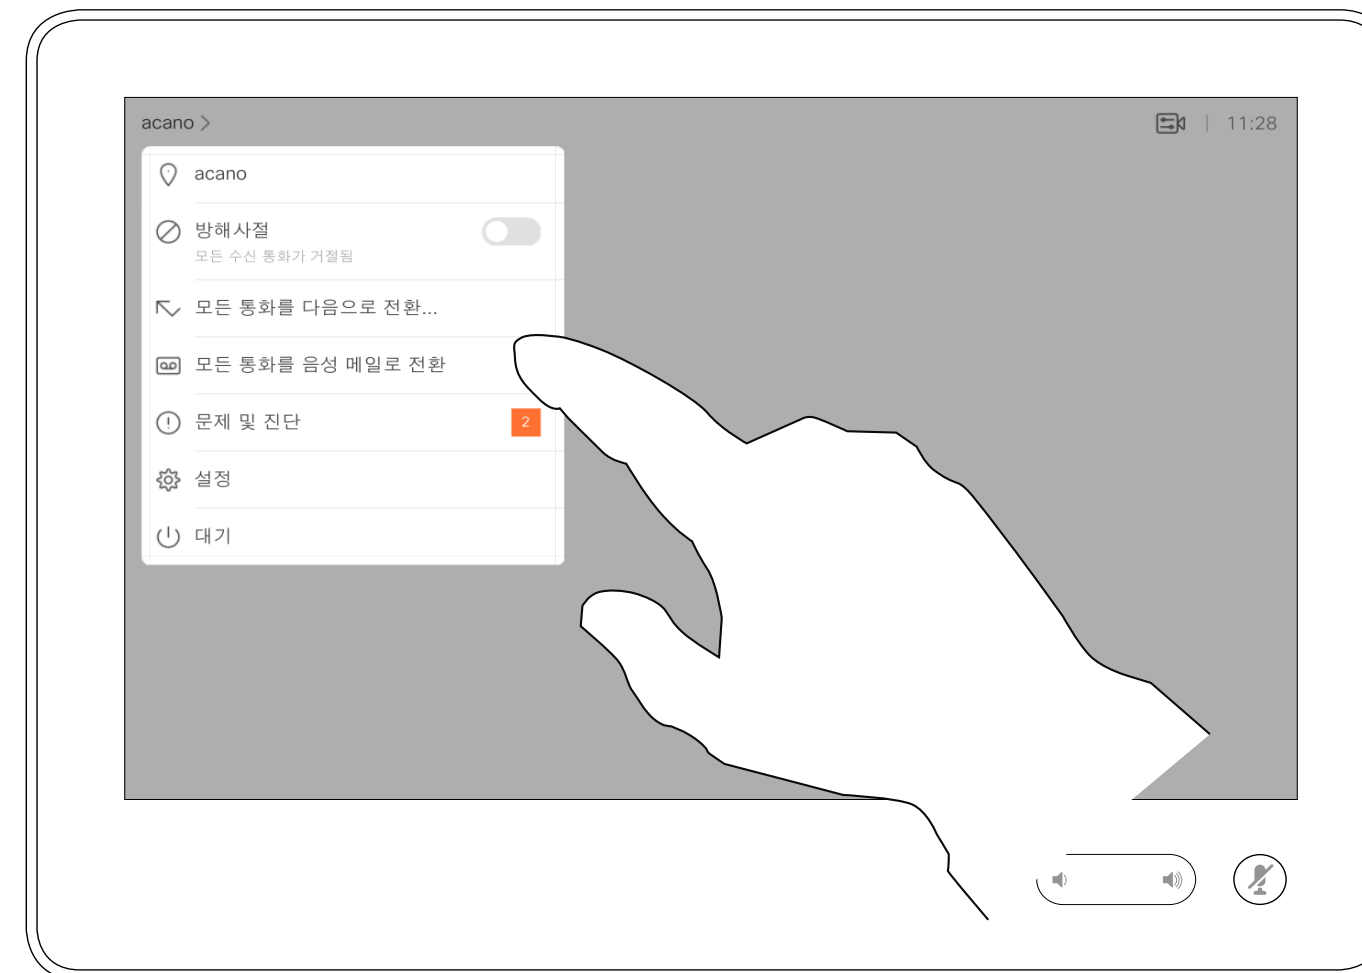 acano >
11:28
acano
방해사절
모든 수신 통화가 거절됨
모든 통화를 다음으로 전환...
모든 통화를 음성 메일로 전환
문제 및 진단
2
설정
대기